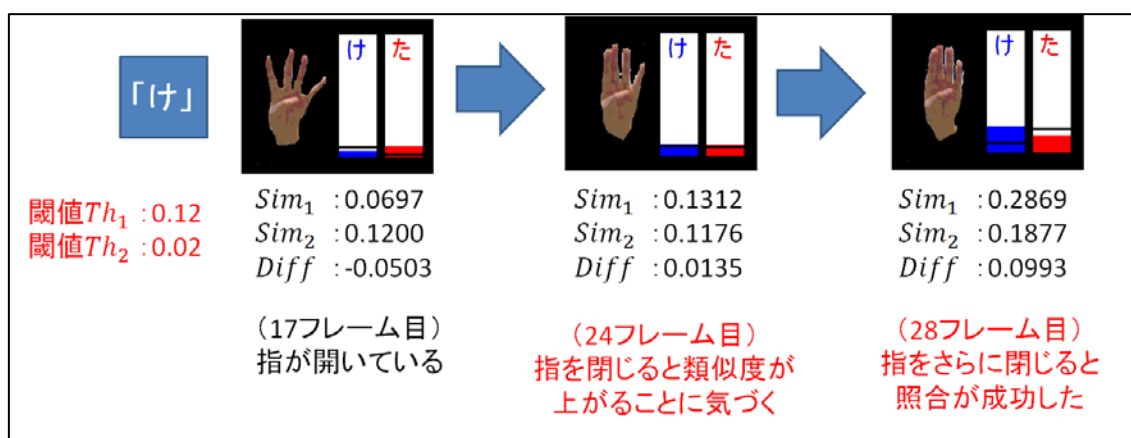 「け」
け た
け た
け た
閾値Th₁：0.12
閾値Th₂：0.02
Sim₁：0.0697
Sim₂：0.1200
Diff：-0.0503
(17フレーム目)
指が開いている
Sim₁：0.1312
Sim₂：0.1176
Diff：0.0135
(24フレーム目)
指を閉じると類似度が
上がることに気づく
Sim₁：0.2869
Sim₂：0.1877
Diff：0.0993
(28フレーム目)
指をさらに閉じると
照合が成功した